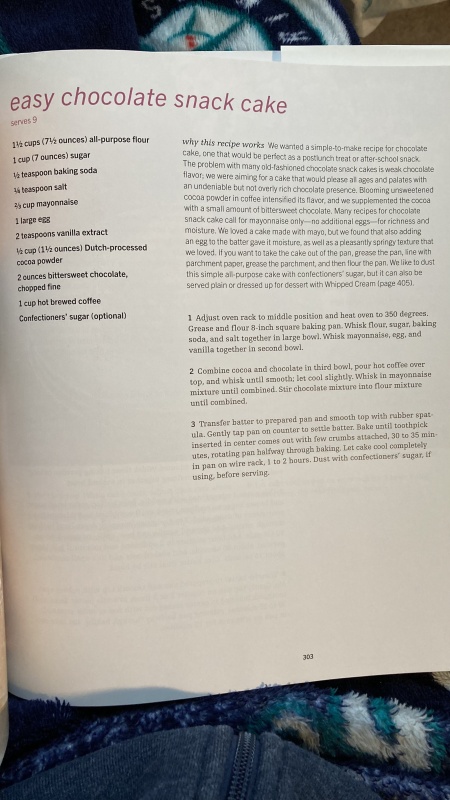 easy chocolate snack cake
serves 9
1½ cups (7½ ounces) all-purpose flour
1 cup (7 ounces) sugar
½ teaspoon baking soda
¼ teaspoon salt
⅔ cup mayonnaise
1 large egg
2 teaspoons vanilla extract
½ cup (1½ ounces) Dutch-processed
cocoa powder
2 ounces bittersweet chocolate,
chopped fine
1 cup hot brewed coffee
Confectioners' sugar (optional)
why this recipe works We wanted a simple-to-make recipe for chocolate
cake, one that would be perfect as a postlunch treat or after-school snack.
The problem with many old-fashioned chocolate snack cakes is weak chocolate
flavor; we were aiming for a cake that would please all ages and palates with
an undeniable but not overly rich chocolate presence. Blooming unsweetened
cocoa powder in coffee intensified its flavor, and we supplemented the cocoa
with a small amount of bittersweet chocolate. Many recipes for chocolate
snack cake call for mayonnaise only—no additional eggs—for richness and
moisture. We loved a cake made with mayo, but we found that also adding
an egg to the batter gave it moisture, as well as a pleasantly springy texture that
we loved. If you want to take the cake out of the pan, grease the pan, line with
parchment paper, grease the parchment, and then flour the pan. We like to dust
this simple all-purpose cake with confectioners' sugar, but it can also be
served plain or dressed up for dessert with Whipped Cream (page 405).
1 Adjust oven rack to middle position and heat oven to 350 degrees.
Grease and flour 8-inch square baking pan. Whisk flour, sugar, baking
soda, and salt together in large bowl. Whisk mayonnaise, egg, and
vanilla together in second bowl.
2 Combine cocoa and chocolate in third bowl, pour hot coffee over
top, and whisk until smooth; let cool slightly. Whisk in mayonnaise
mixture until combined. Stir chocolate mixture into flour mixture
until combined.
3 Transfer batter to prepared pan and smooth top with rubber spat-
ula. Gently tap pan on counter to settle batter. Bake until toothpick
inserted in center comes out with few crumbs attached, 30 to 35 min-
utes, rotating pan halfway through baking. Let cake cool completely
in pan on wire rack, 1 to 2 hours. Dust with confectioners' sugar, if
using, before serving.
303